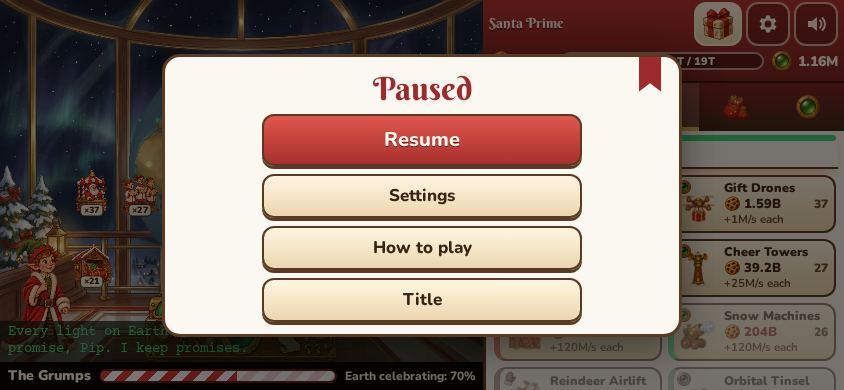 Santa Prime
T / 19T
1.16M
Paused
Resume
Settings
How to play
Title
×37
×27
×21
Gift Drones
1.59B
37
+1M/s each
Cheer Towers
39.2B
27
+25M/s each
Snow Machines
204B
26
+120M/s each
+120M/s each
Reindeer Airlift
Orbital Tinsel
Every light on Earth
promise, Pip. I keep promises.
The Grumps
Earth celebrating: 70%